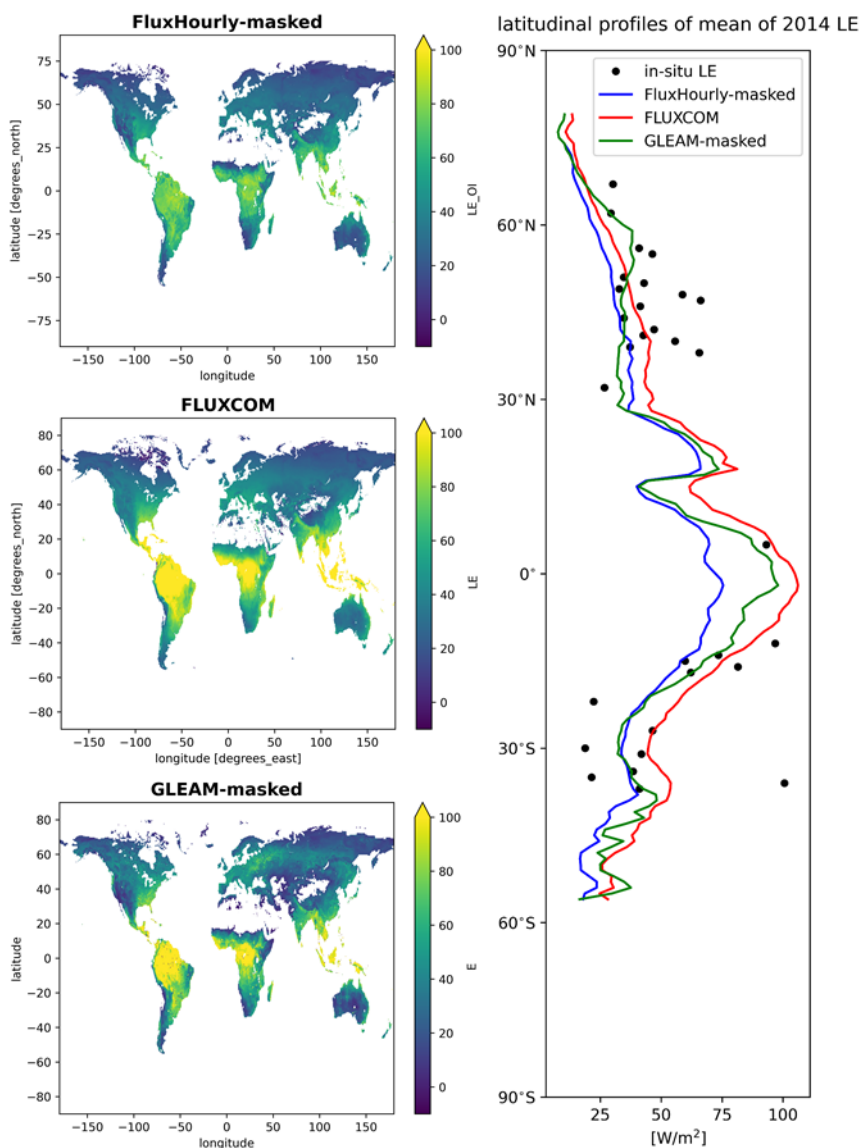 FluxHourly-masked
75
50
25
0
−25
−50
−75
latitude [degrees_north]
−150 −100 −50 0 50 100 150
longitude
100
80
60
40
20
0
LE_OI
FLUXCOM
80
60
40
20
0
−20
−40
−60
−80
latitude [degrees_north]
−150 −100 −50 0 50 100 150
longitude [degrees_east]
100
80
60
40
20
0
LE
GLEAM-masked
80
60
40
20
0
−20
−40
−60
−80
latitude
−150 −100 −50 0 50 100 150
longitude
100
80
60
40
20
0
E
latitudinal profiles of mean of 2014 LE
90°N
60°N
30°N
0°
30°S
60°S
90°S
in-situ LE
FluxHourly-masked
FLUXCOM
GLEAM-masked
25 50 75 100
[W/m²]